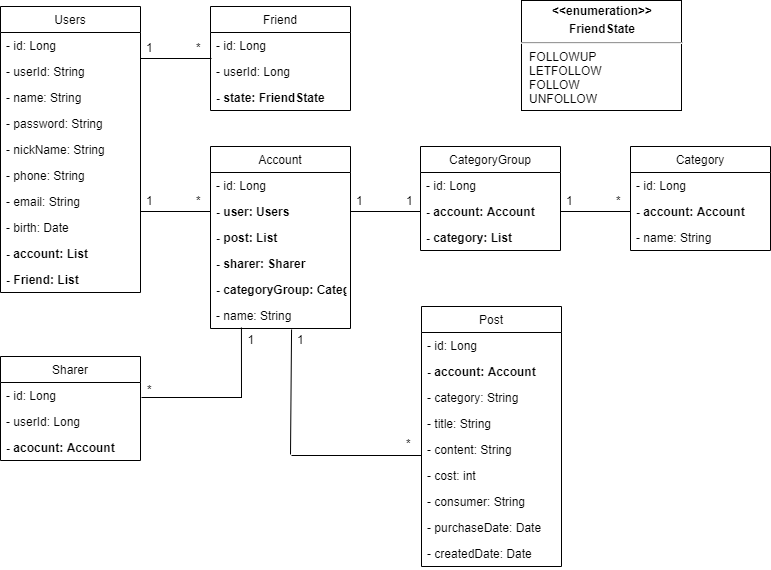 Users
- id: Long
- userId: String
- name: String
- password: String
- nickName: String
- phone: String
- email: String
- birth: Date
- account: List
- Friend: List
1
*
Friend
- id: Long
- userId: Long
- state: FriendState
<<enumeration>>
FriendState
FOLLOWUP
LETFOLLOW
FOLLOW
UNFOLLOW
1
*
Account
- id: Long
- user: Users
- post: List
- sharer: Sharer
- categoryGroup: Categ
- name: String
1
1
CategoryGroup
- id: Long
- account: Account
- category: List
1
*
Category
- id: Long
- account: Account
- name: String
1
*
1
*
Sharer
- id: Long
- userId: Long
- acocunt: Account
Post
- id: Long
- account: Account
- category: String
- title: String
- content: String
- cost: int
- consumer: String
- purchaseDate: Date
- createdDate: Date